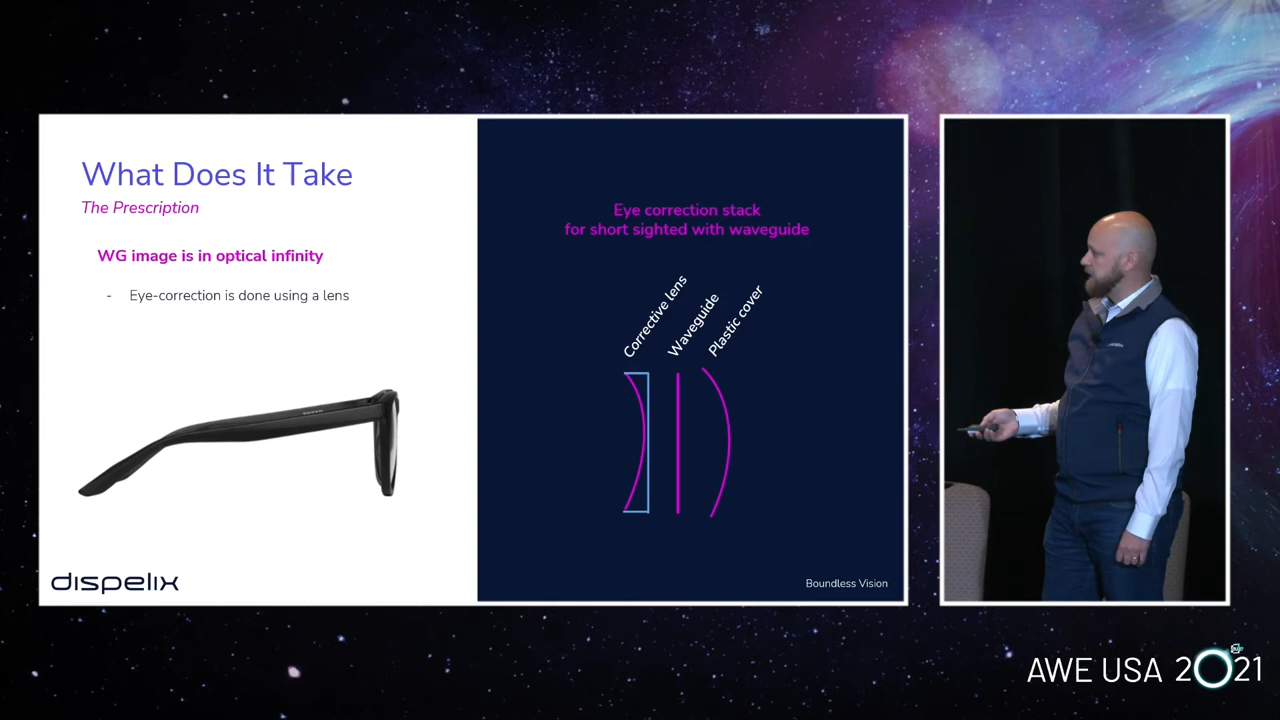 What Does It Take
The Prescription
WG image is in optical infinity
- Eye-correction is done using a lens
dispelix
Eye correction stack
for short sighted with waveguide
Corrective lens
Waveguide
Plastic cover
Boundless Vision
AWE USA 2021